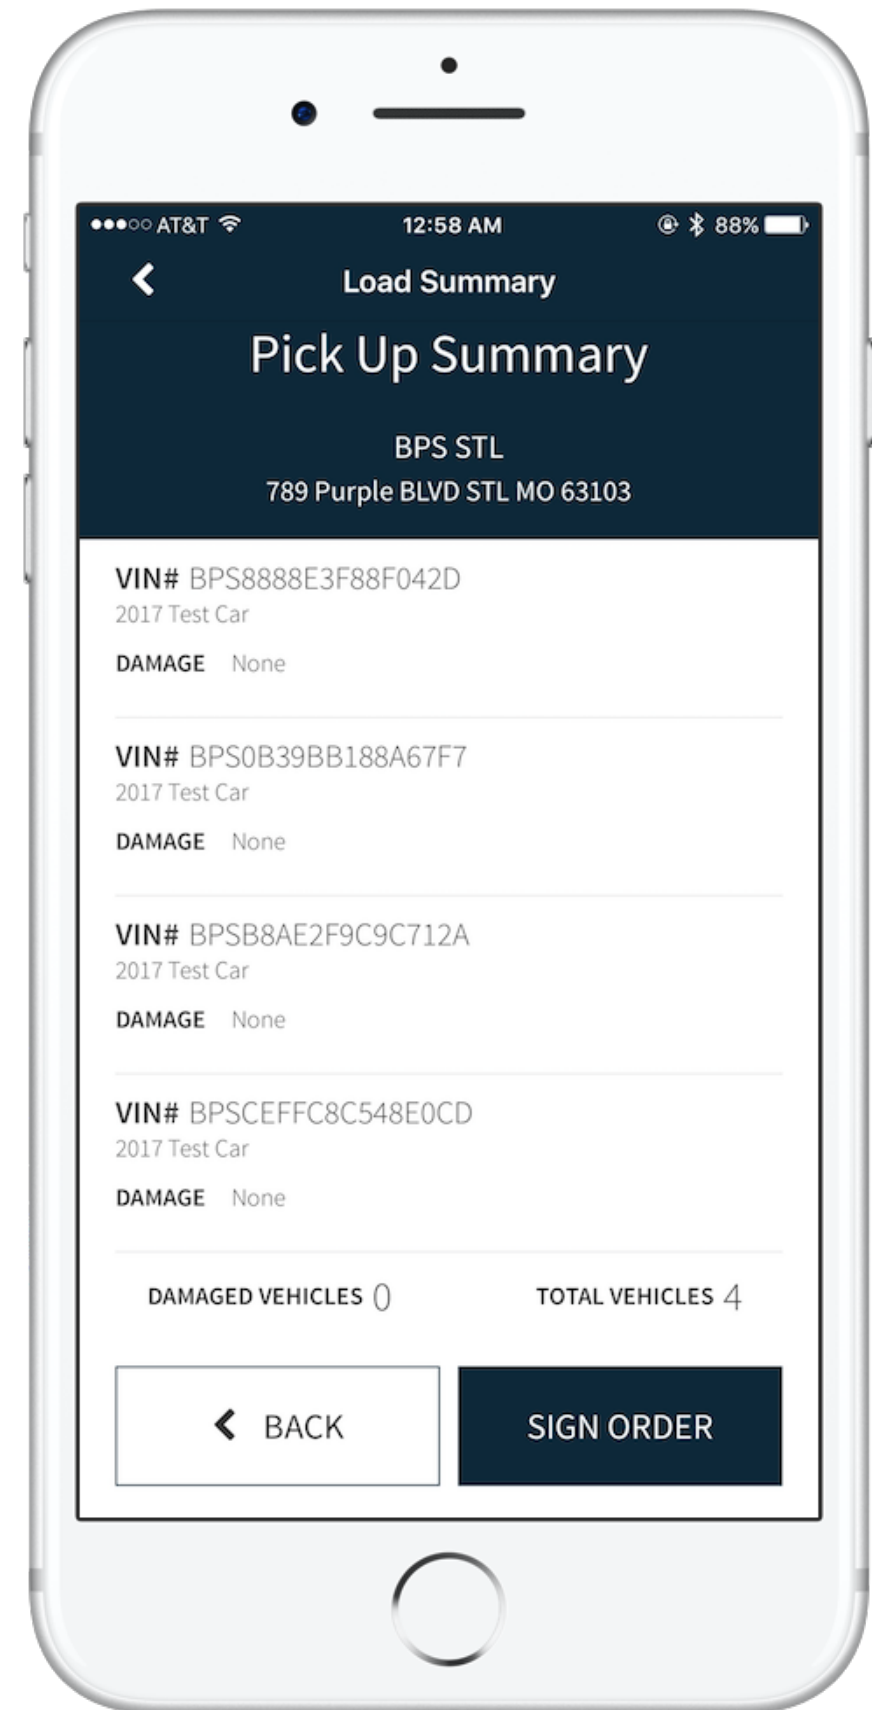 AT&T 12:58 AM 88%
Load Summary
Pick Up Summary
BPS STL
789 Purple BLVD STL MO 63103
VIN# BPS8888E3F88F042D
2017 Test Car
DAMAGE None
VIN# BPS0B39BB188A67F7
2017 Test Car
DAMAGE None
VIN# BPSB8AE2F9C9C712A
2017 Test Car
DAMAGE None
VIN# BPSCEFFC8C548E0CD
2017 Test Car
DAMAGE None
DAMAGED VEHICLES 0 TOTAL VEHICLES 4
BACK SIGN ORDER